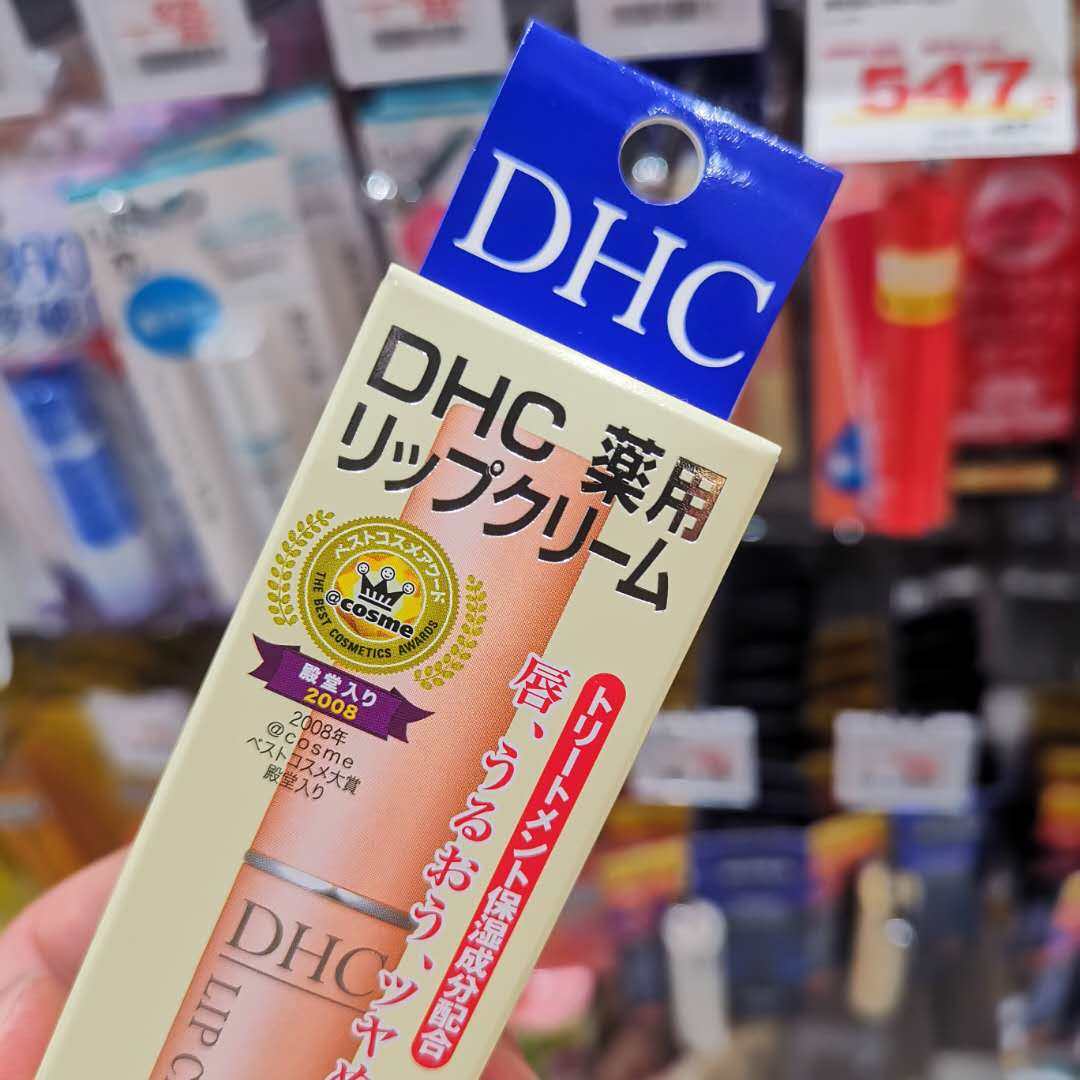 547
DHC
DHC 薬用
リップクリーム
ベストコスメアワード
@cosme
THE BEST COSMETICS AWARDS
殿堂入り
2008
2008年
@cosme
ベストコスメ大賞
殿堂入り
トリートメント保湿成分配合
唇、うるおう、ツヤめ
DHC
LIP C